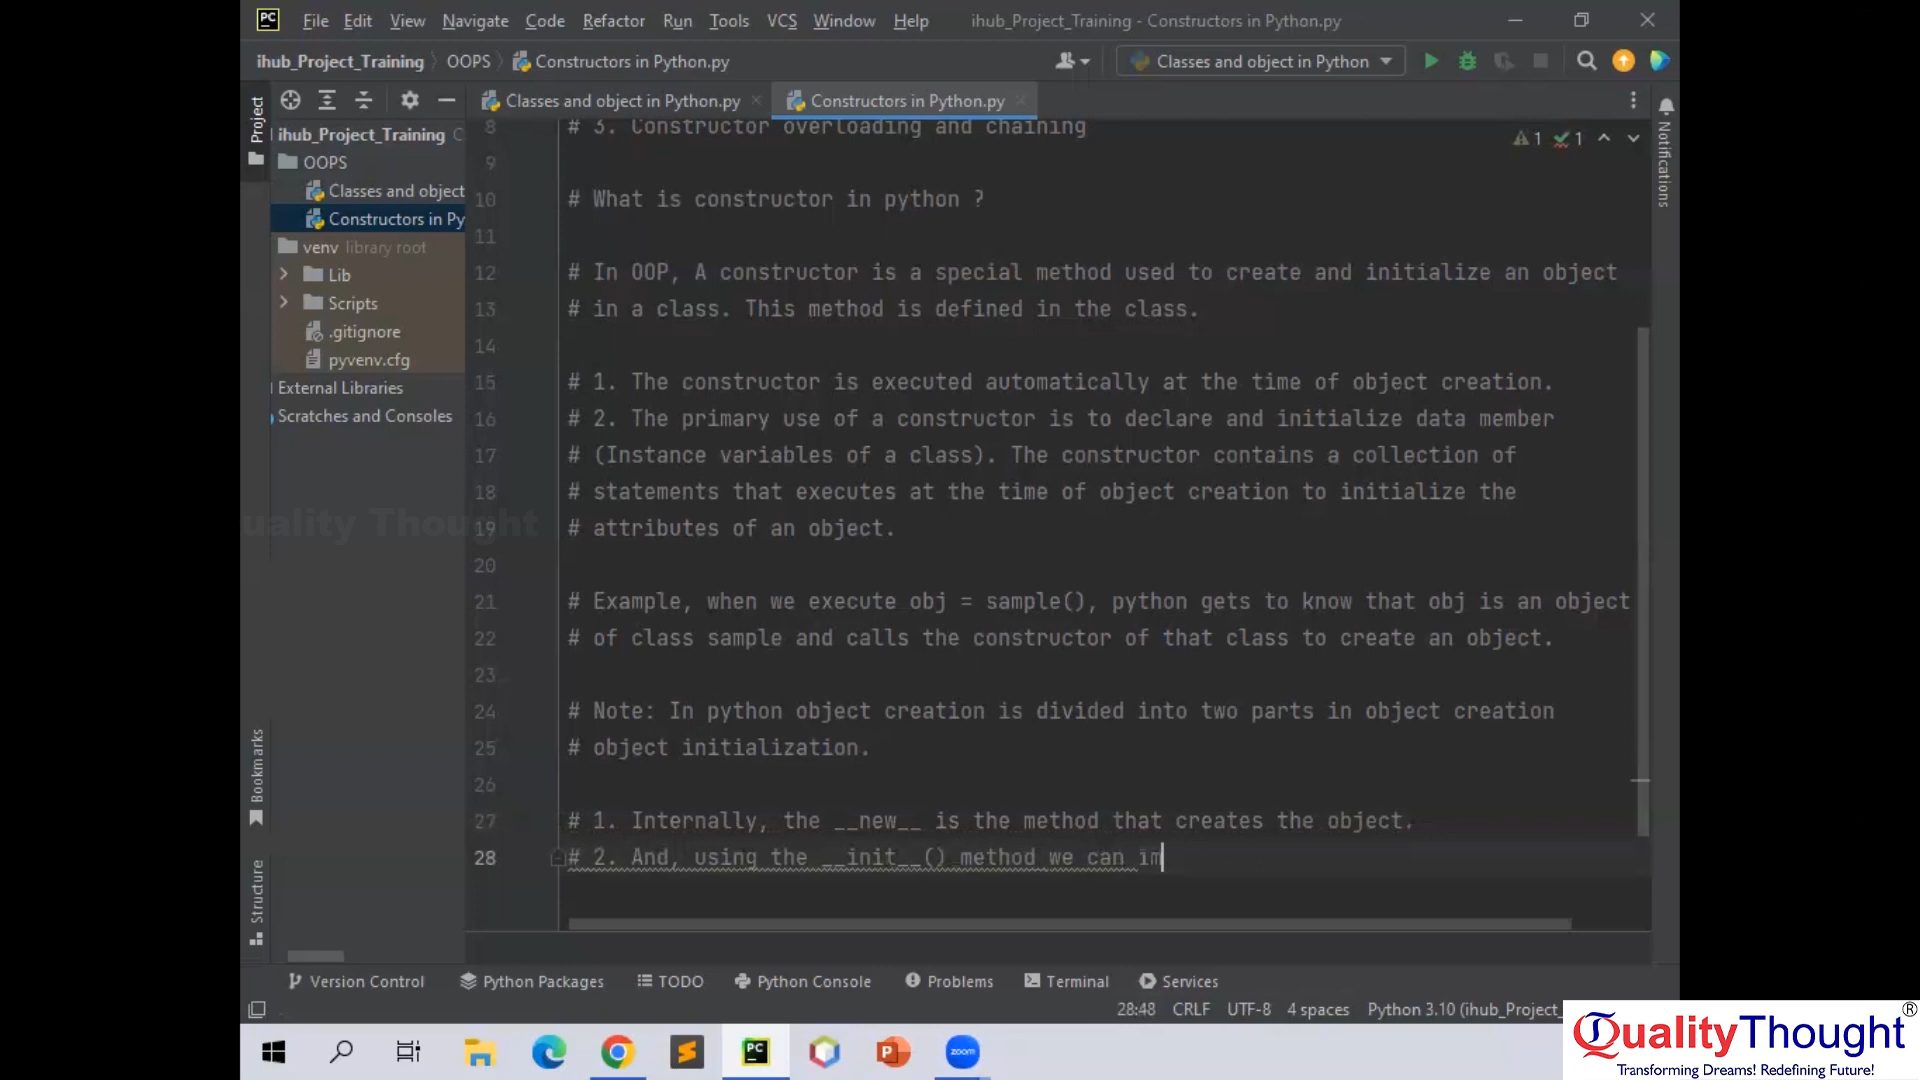 PC File Edit View Navigate Code Refactor Run Tools VCS Window Help ihub_Project_Training - Constructors in Python.py
ihub_Project_Training OOPS Constructors in Python.py Classes and object in Python
Project
Classes and object in Python.py Constructors in Python.py
Notifications
ihub_Project_Training C
OOPS
Classes and object
Constructors in Py
venv library root
Lib
Scripts
.gitignore
pyvenv.cfg
External Libraries
Scratches and Consoles
1 1
8 # 3. Constructor overloading and chaining
9
10 # What is constructor in python ?
11
12 # In OOP, A constructor is a special method used to create and initialize an object
13 # in a class. This method is defined in the class.
14
15 # 1. The constructor is executed automatically at the time of object creation.
16 # 2. The primary use of a constructor is to declare and initialize data member
17 # (Instance variables of a class). The constructor contains a collection of
18 # statements that executes at the time of object creation to initialize the
19 # attributes of an object.
20
21 # Example, when we execute obj = sample(), python gets to know that obj is an object
22 # of class sample and calls the constructor of that class to create an object.
23
24 # Note: In python object creation is divided into two parts in object creation
25 # object initialization.
26
27 # 1. Internally, the __new__ is the method that creates the object.
28 # 2. And, using the __init__() method we can im
uality Thought
Bookmarks
Structure
Version Control Python Packages TODO Python Console Problems Terminal Services
28:48 CRLF UTF-8 4 spaces Python 3.10 (ihub_Project_
PC zoom
QualityThought ®
Transforming Dreams! Redefining Future!